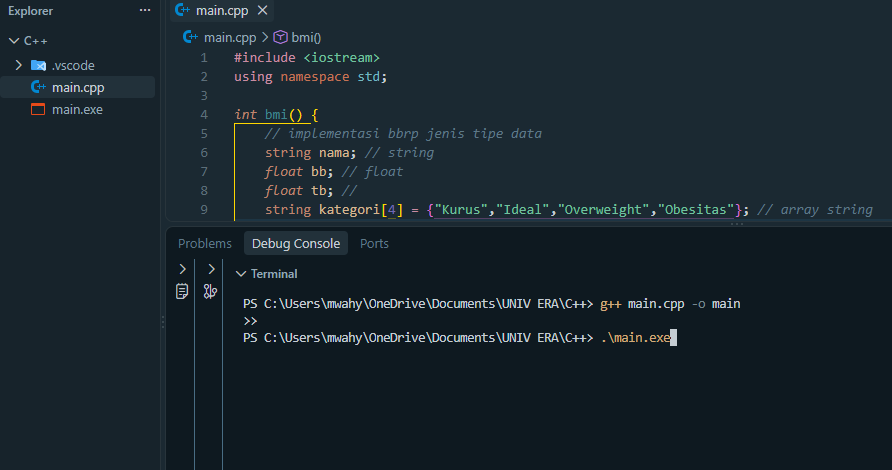 Explorer ···
C++
.vscode
main.cpp
main.exe
main.cpp
main.cpp > bmi()
1 #include <iostream>
2 using namespace std;
3
4 int bmi() {
5 // implementasi bbrp jenis tipe data
6 string nama; // string
7 float bb; // float
8 float tb; //
9 string kategori[4] = {"Kurus","Ideal","Overweight","Obesitas"}; // array string
Problems Debug Console Ports
Terminal
PS C:\Users\mwahy\OneDrive\Documents\UNIV ERA\C++> g++ main.cpp -o main
>>
PS C:\Users\mwahy\OneDrive\Documents\UNIV ERA\C++> .\main.exe